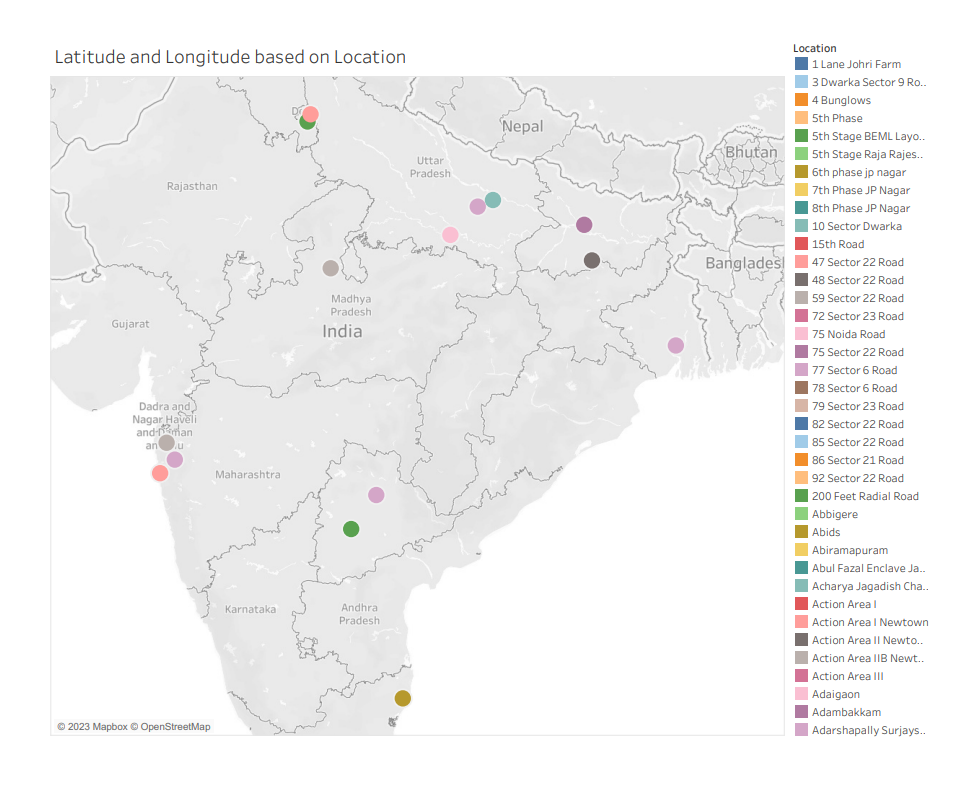 Latitude and Longitude based on Location
Nepal
Bhutan
Uttar
Pradesh
Rajasthan
Bangladesh
Madhya
Pradesh
India
Gujarat
Dadra and
Nagar Haveli
Maharashtra
Karnataka
Andhra
Pradesh
© 2023 Mapbox © OpenStreetMap
Location
1 Lane Johri Farm
3 Dwarka Sector 9 Ro..
4 Bunglows
5th Phase
5th Stage BEML Layo..
5th Stage Raja Rajes..
6th phase jp nagar
7th Phase JP Nagar
8th Phase JP Nagar
10 Sector Dwarka
15th Road
47 Sector 22 Road
48 Sector 22 Road
59 Sector 22 Road
72 Sector 23 Road
75 Noida Road
75 Sector 22 Road
77 Sector 6 Road
78 Sector 6 Road
79 Sector 23 Road
82 Sector 22 Road
85 Sector 22 Road
86 Sector 21 Road
92 Sector 22 Road
200 Feet Radial Road
Abbigere
Abids
Abiramapuram
Abul Fazal Enclave Ja..
Acharya Jagadish Cha..
Action Area I
Action Area I Newtown
Action Area II Newto..
Action Area IIB Newt..
Action Area III
Adaigaon
Adambakkam
Adarshapally Surjays..